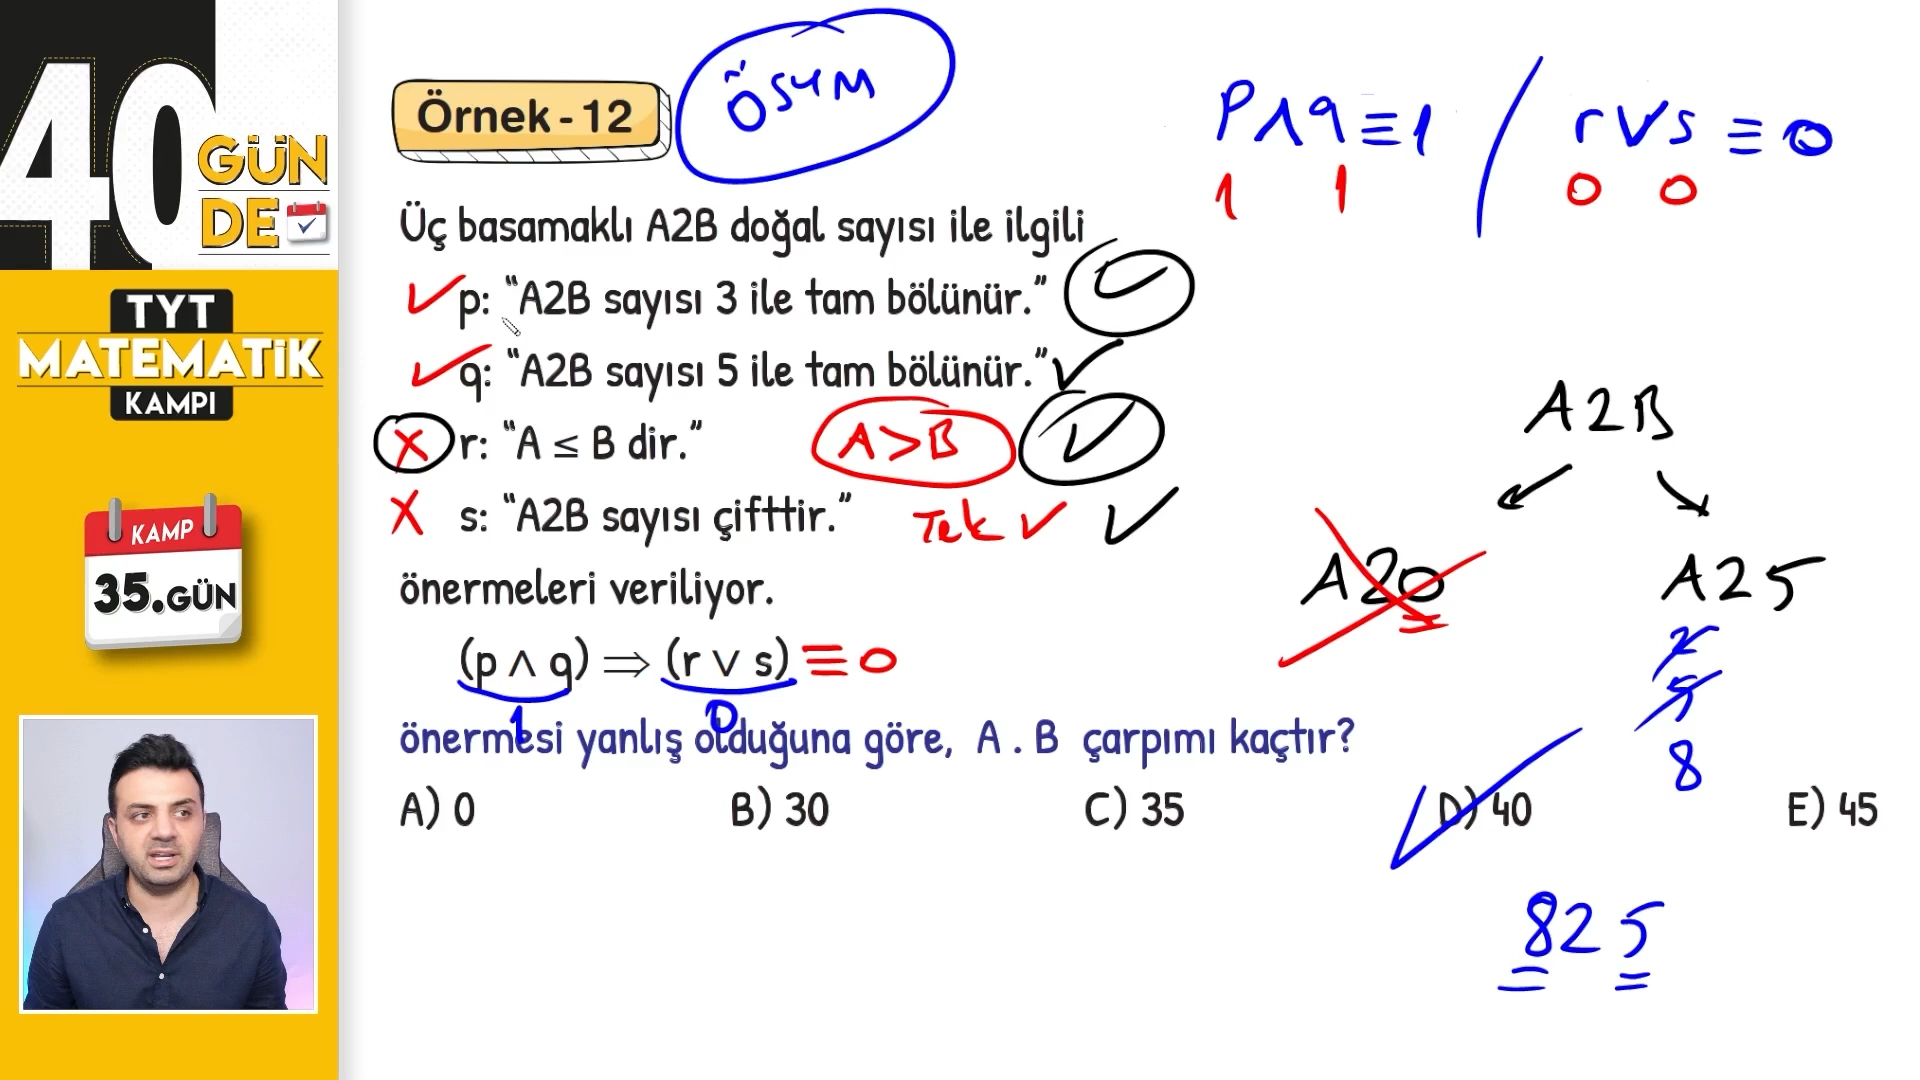 40
GÜN
DE
TYT
MATEMATİK
KAMPI
KAMP
35.GÜN
Örnek - 12
ÖSYM
p∧q≡1 / r∨s≡0
1 1 0 0
Üç basamaklı A2B doğal sayısı ile ilgili
p: “A2B sayısı 3 ile tam bölünür.”
q: “A2B sayısı 5 ile tam bölünür.”
r: “A ≤ B dir.” A>B
s: “A2B sayısı çifttir.” Tek
önermeleri veriliyor.
(p ∧ q) ⇒ (r ∨ s) ≡ 0
1 0
önermesi yanlış olduğuna göre, A . B çarpımı kaçtır?
A) 0 B) 30 C) 35 D) 40 E) 45
A2B
A20 A25
2
5
8
825